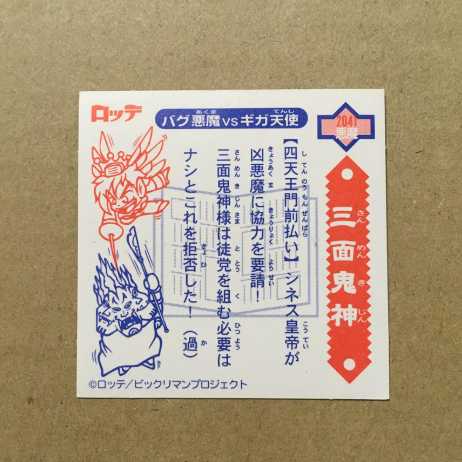 ロッテ
バグ悪魔VSギガ天使
2041
悪魔
三面鬼神
【四天王門前払い】シネス皇帝が
凶悪魔に協力を要請！
三面鬼神様は徒党を組む必要は
ナシとこれを拒否した！（過）
©ロッテ/ビックリマンプロジェクト